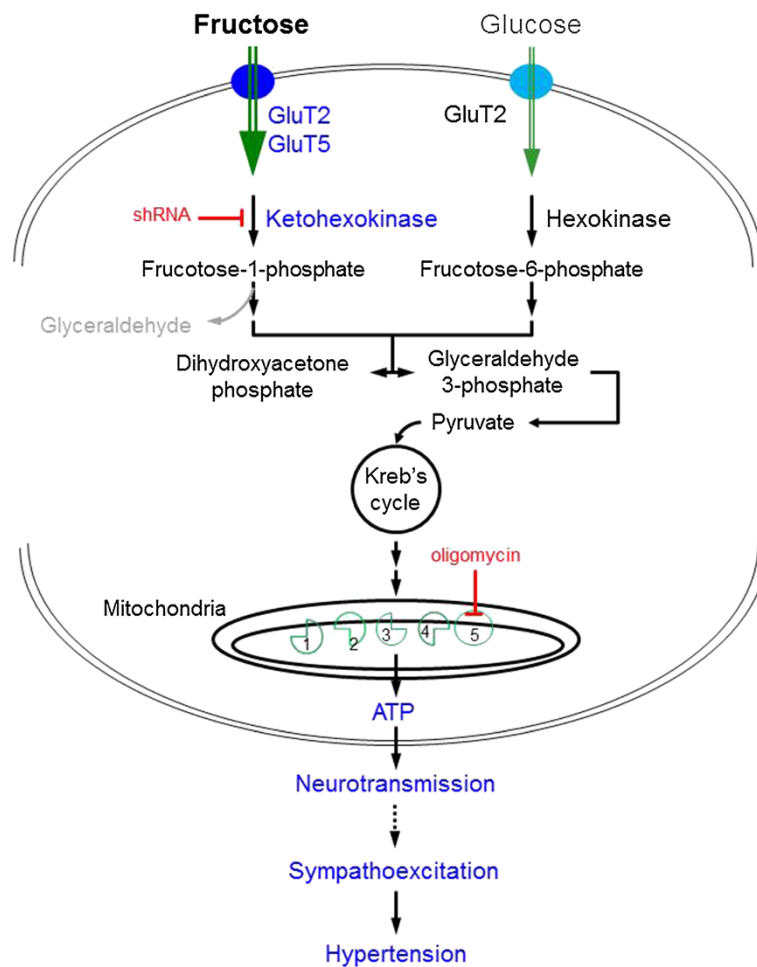 Fructose
Glucose
GluT2
GluT5
GluT2
shRNA
Ketohexokinase
Hexokinase
Frucotose-1-phosphate
Frucotose-6-phosphate
Glyceraldehyde
Dihydroxyacetone
phosphate
Glyceraldehyde
3-phosphate
Pyruvate
Kreb's
cycle
oligomycin
Mitochondria
1
2
3
4
5
ATP
Neurotransmission
Sympathoexcitation
Hypertension